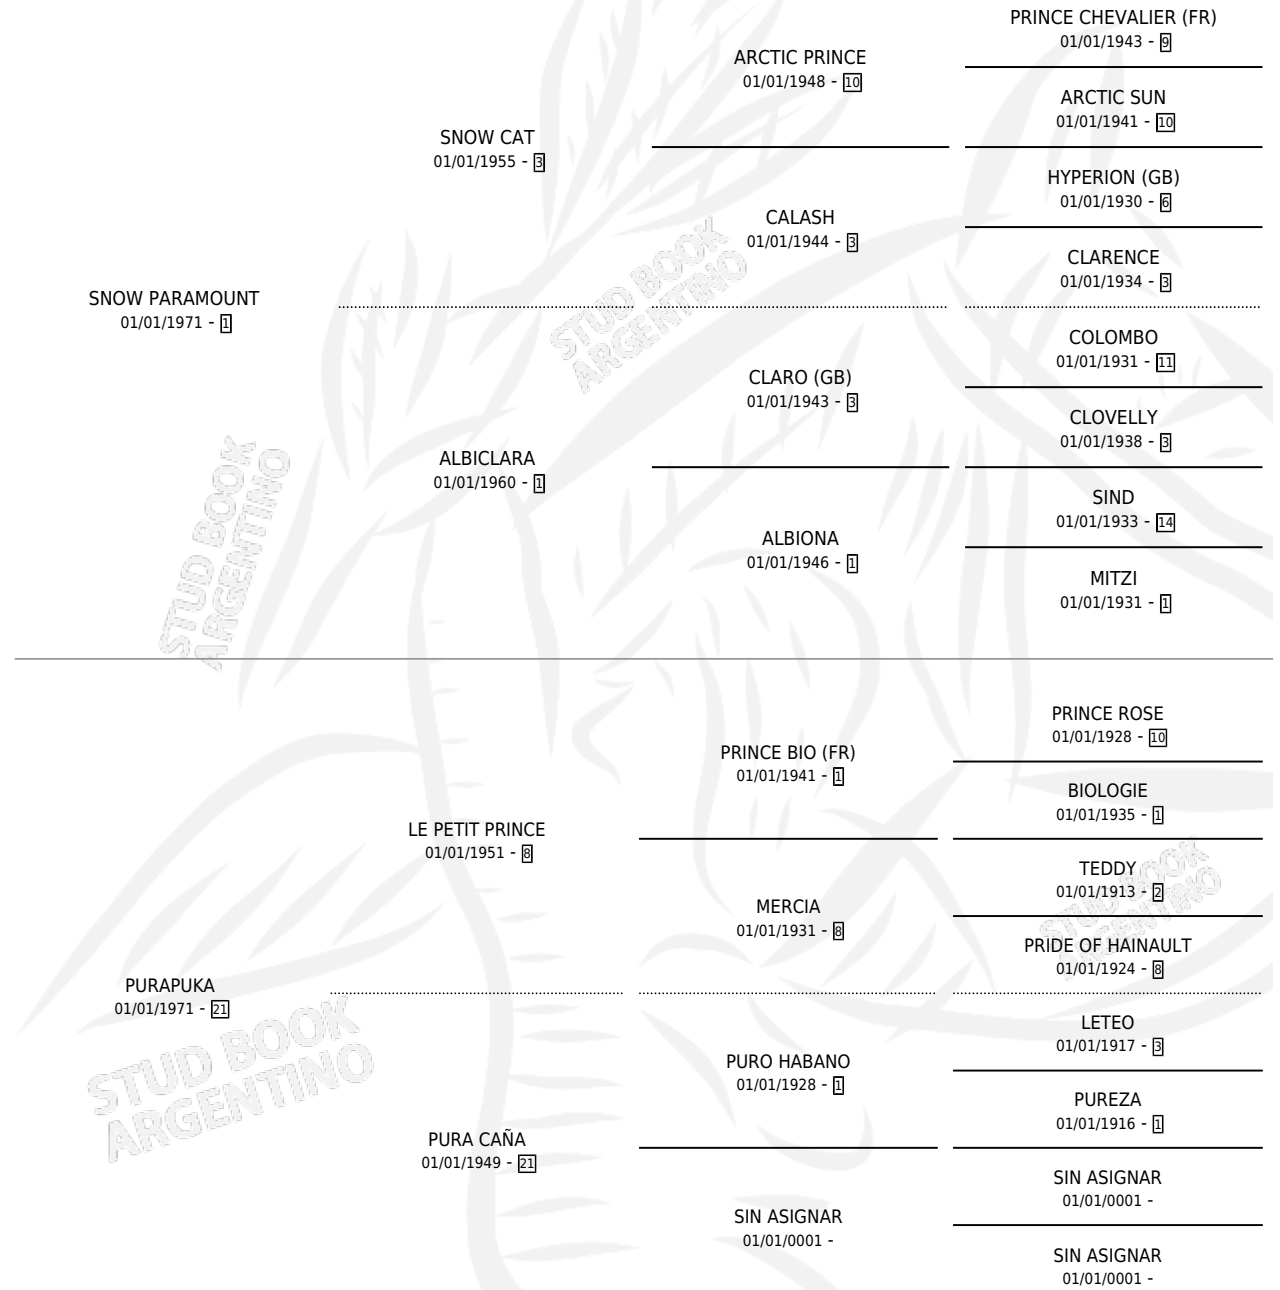 PRINCE CHEVALIER (FR)
01/01/1943 - 9
ARCTIC PRINCE
01/01/1948 - 10
ARCTIC SUN
01/01/1941 - 10
SNOW CAT
01/01/1955 - 3
HYPERION (GB)
01/01/1930 - 6
CALASH
01/01/1944 - 3
CLARENCE
01/01/1934 - 3
SNOW PARAMOUNT
01/01/1971 - 1
COLOMBO
01/01/1931 - 11
CLARO (GB)
01/01/1943 - 3
CLOVELLY
01/01/1938 - 3
ALBICLARA
01/01/1960 - 1
SIND
01/01/1933 - 14
ALBIONA
01/01/1946 - 1
MITZI
01/01/1931 - 1
STUD BOOK
ARGENTINO
STUD BOOK
ARGENTINO
PRINCE ROSE
01/01/1928 - 10
PRINCE BIO (FR)
01/01/1941 - 1
BIOLOGIE
01/01/1935 - 1
LE PETIT PRINCE
01/01/1951 - 8
TEDDY
01/01/1913 - 2
MERCIA
01/01/1931 - 8
PRIDE OF HAINAULT
01/01/1924 - 8
PURAPUKA
01/01/1971 - 21
LETEO
01/01/1917 - 3
PURO HABANO
01/01/1928 - 1
PUREZA
01/01/1916 - 1
PURA CAÑA
01/01/1949 - 21
SIN ASIGNAR
01/01/0001 -
SIN ASIGNAR
01/01/0001 -
SIN ASIGNAR
01/01/0001 -
STUD BOOK
ARGENTINO
STUD BOOK
ARGENTINO